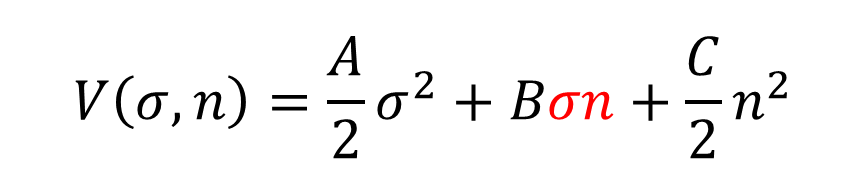 V(σ, n) = A/2 σ² + Bσn + C/2 n²